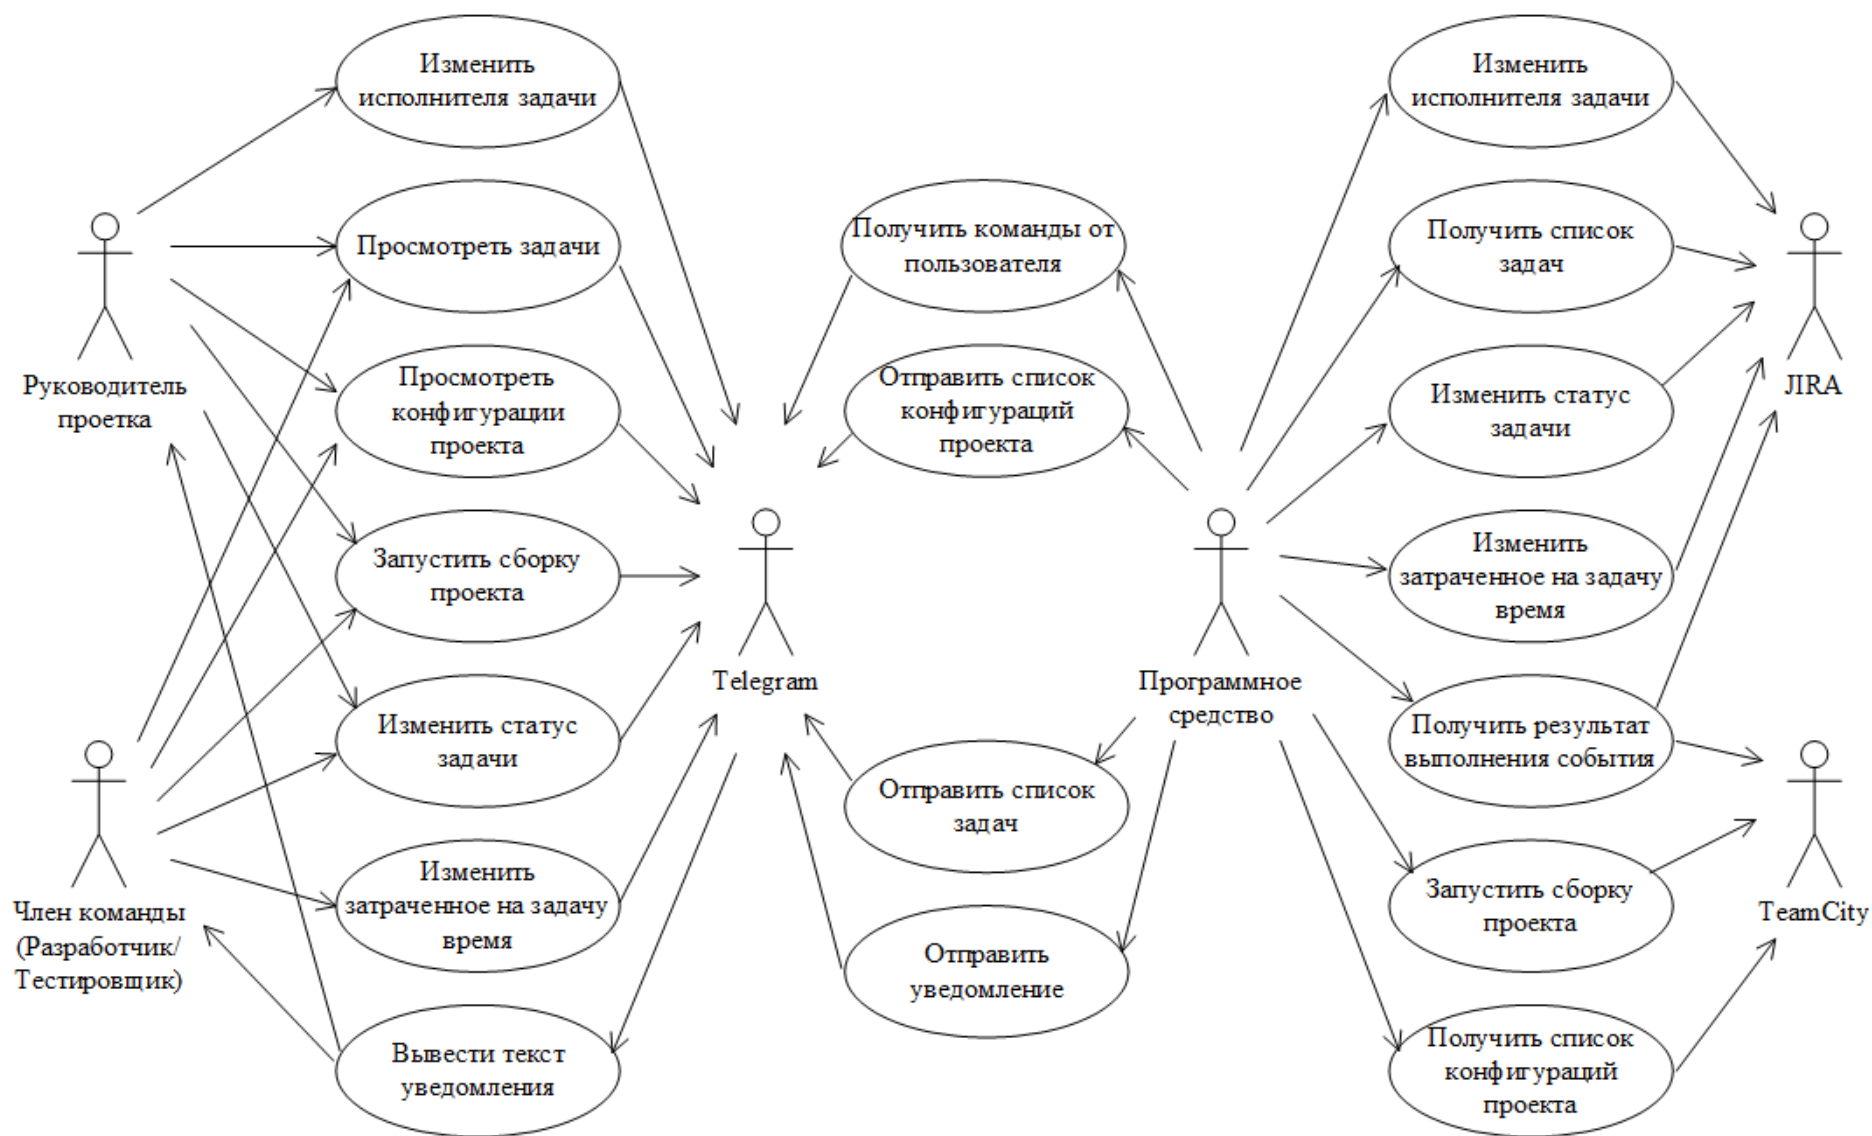 Изменить
исполнителя задачи
Просмотреть задачи
Руководитель
проетка
Просмотреть
конфигурации
проекта
Запустить сборку
проекта
Изменить статус
задачи
Член команды
(Разработчик/
Тестировщик)
Изменить
затраченное на задачу
время
Вывести текст
уведомления
Получить команды от
пользователя
Отправить список
конфигураций
проекта
Telegram
Программное
средство
Отправить список
задач
Отправить
уведомление
Изменить
исполнителя задачи
Получить список
задач
JIRA
Изменить статус
задачи
Изменить
затраченное на задачу
время
Получить результат
выполнения события
Запустить сборку
проекта
TeamCity
Получить список
конфигураций
проекта